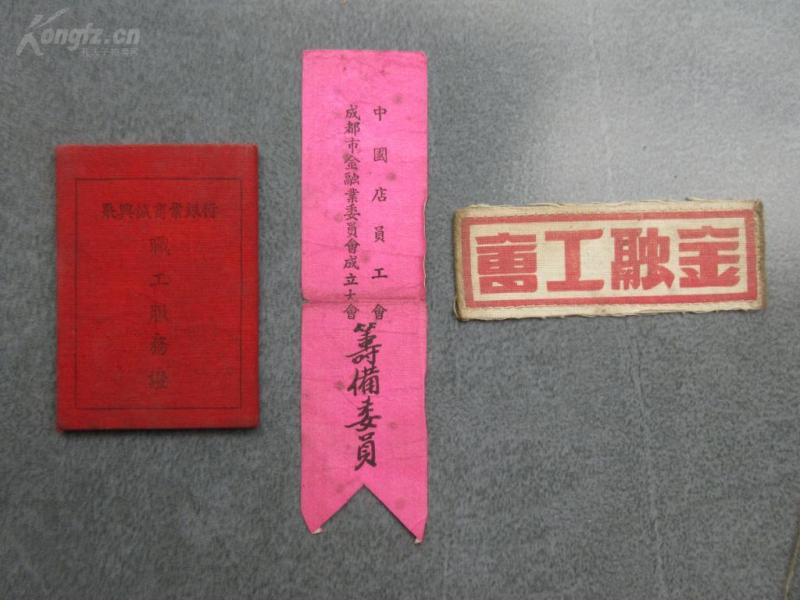 Kongfz.cn
聚興誠商業銀行
職工服務證
中國店員工會
成都市金融業委員會成立大會
籌備委員
金融工會